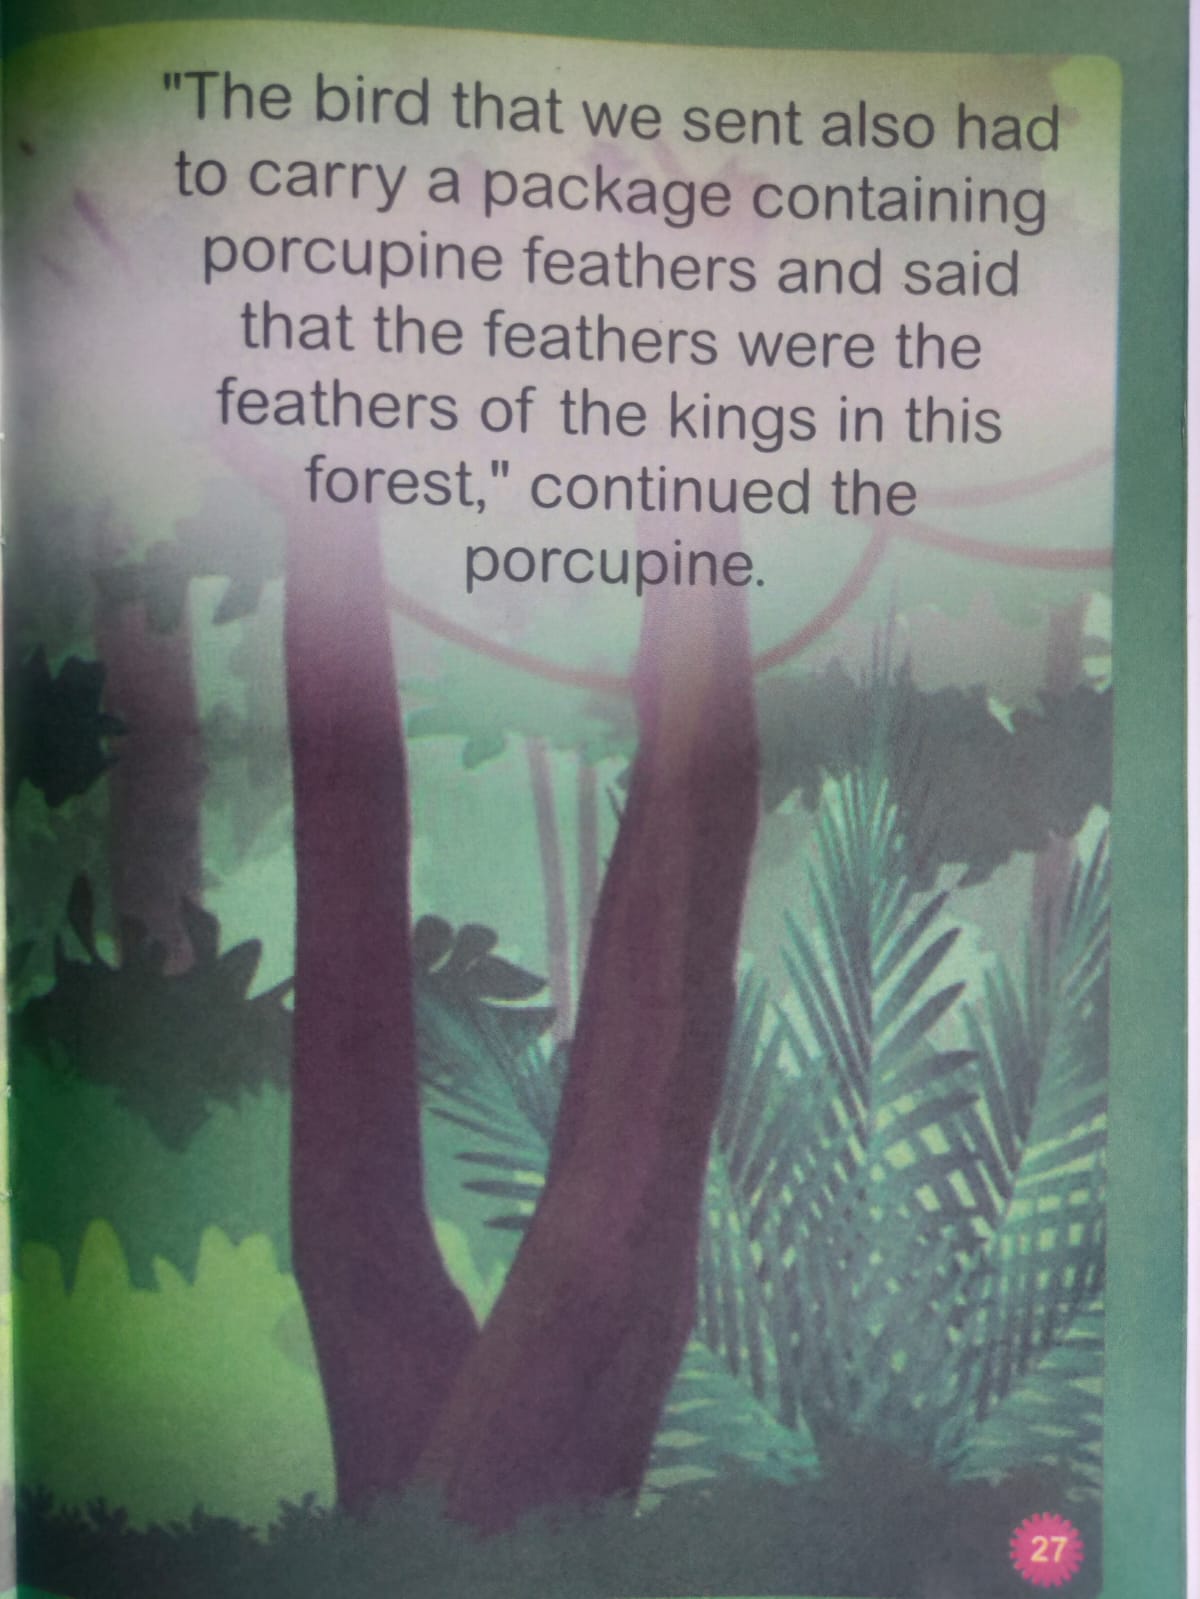 "The bird that we sent also had
to carry a package containing
porcupine feathers and said
that the feathers were the
feathers of the kings in this
forest," continued the
porcupine.
27